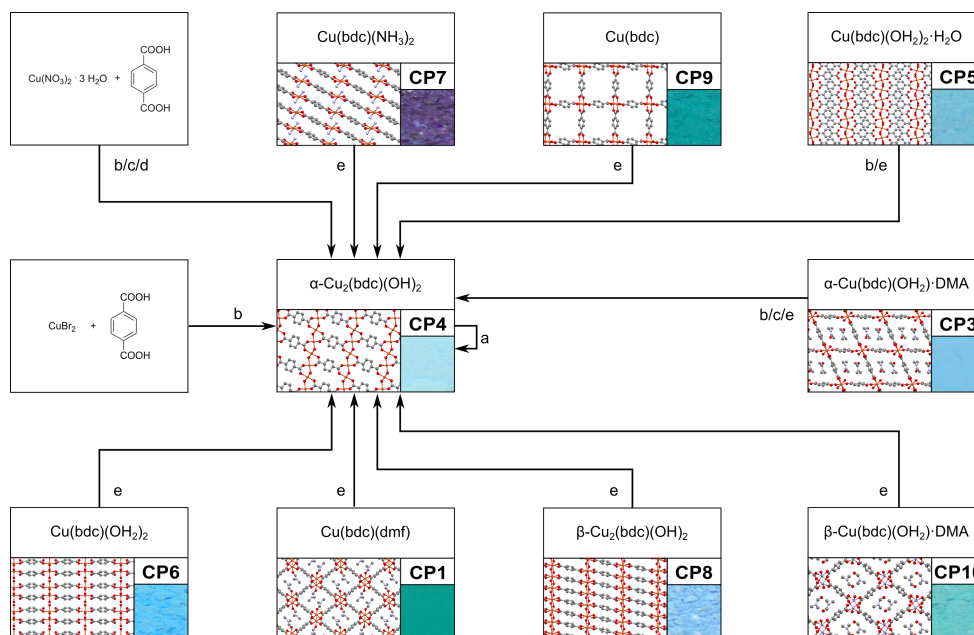 Cu(bdc)(NH₃)₂
Cu(bdc)
Cu(bdc)(OH₂)₂·H₂O
Cu(NO₃)₂ · 3 H₂O +
COOH
COOH
CP7
CP9
CP5
b/c/d
e
e
b/e
α-Cu₂(bdc)(OH)₂
α-Cu(bdc)(OH₂)·DMA
CuBr₂ +
COOH
COOH
b
CP4
a
b/c/e
CP3
e
e
e
e
Cu(bdc)(OH₂)₂
Cu(bdc)(dmf)
β-Cu₂(bdc)(OH)₂
β-Cu(bdc)(OH₂)·DMA
CP6
CP1
CP8
CP10